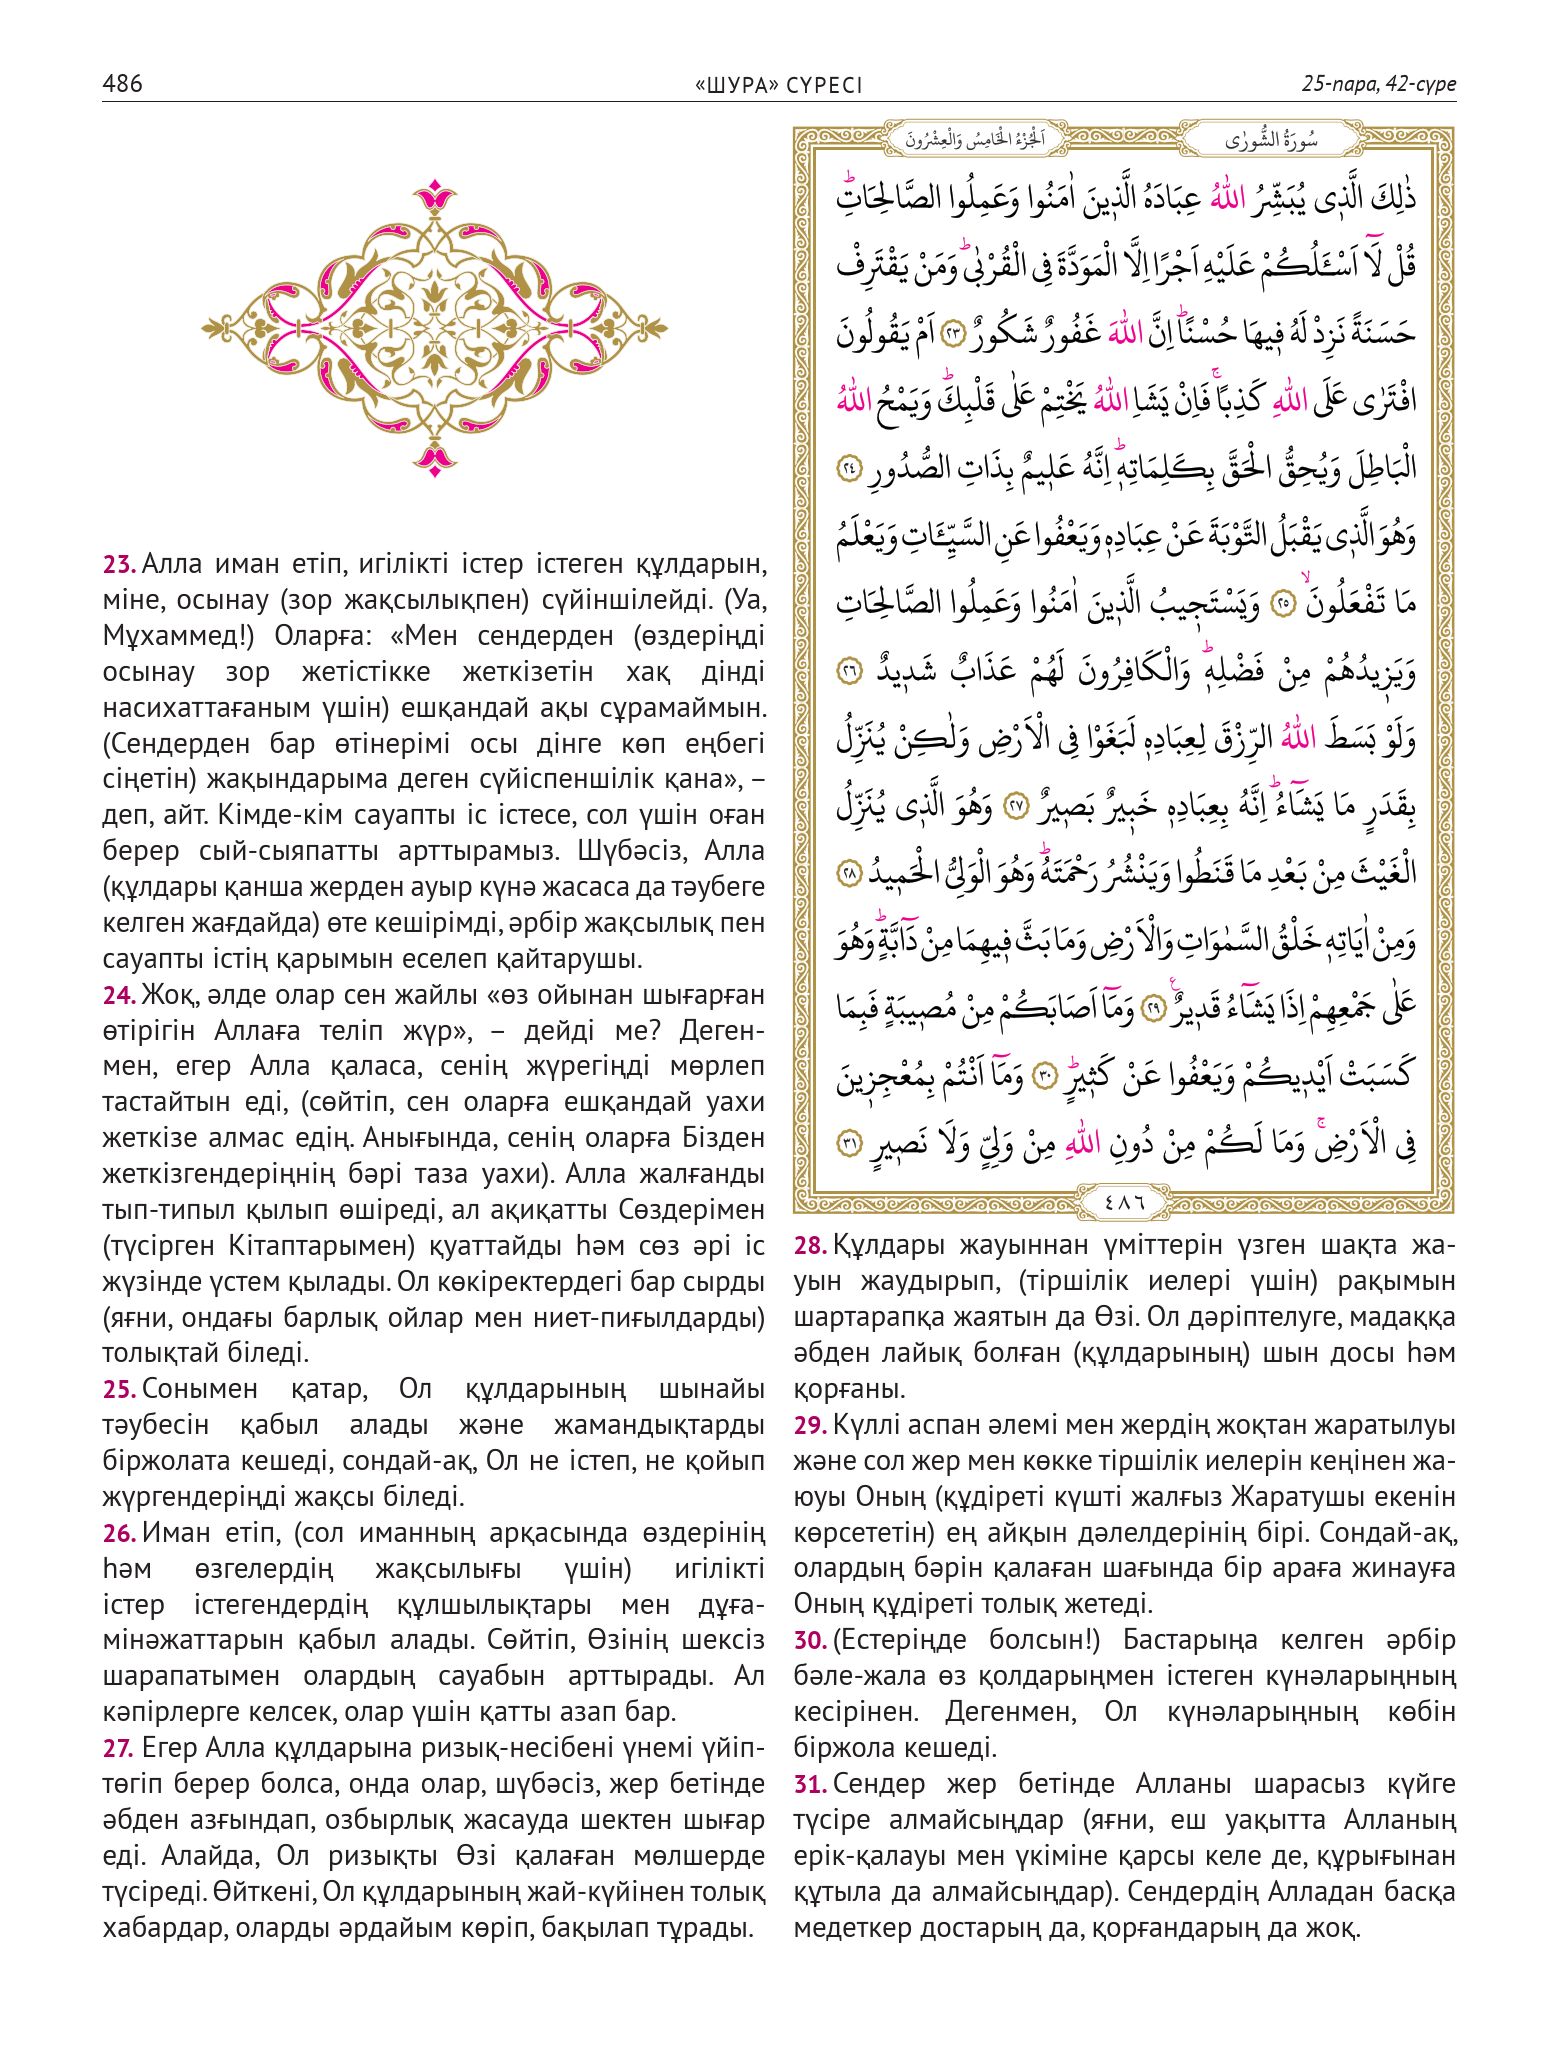 486
«ШУРА» СҮРЕСІ
25-пара, 42-сүре
اَلْجُزْءُ الْخَامِسُ وَالْعِشْرُونَ
سُورَةُ الشُّورٰى
ذٰلِكَ الَّذٖى يُبَشِّرُ اللّٰهُ عِبَادَهُ الَّذٖينَ اٰمَنُوا وَعَمِلُوا الصَّالِحَاتِؕ
قُلْ لَٓا اَسْـَٔلُكُمْ عَلَيْهِ اَجْرًا اِلَّا الْمَوَدَّةَ فِى الْقُرْبٰىؕ وَمَنْ يَقْتَرِفْ
حَسَنَةً نَزِدْ لَهُ فٖيهَا حُسْنًاؕ اِنَّ اللّٰهَ غَفُورٌ شَكُورٌ ﴿٢٣﴾ اَمْ يَقُولُونَ
افْتَرٰى عَلَى اللّٰهِ كَذِبًاۚ فَاِنْ يَشَاِ اللّٰهُ يَخْتِمْ عَلٰى قَلْبِكَؕ وَيَمْحُ اللّٰهُ
الْبَاطِلَ وَيُحِقُّ الْحَقَّ بِكَلِمَاتِهٖؕ اِنَّهُ عَلٖيمٌ بِذَاتِ الصُّدُورِ ﴿٢٤﴾
وَهُوَ الَّذٖى يَقْبَلُ التَّوْبَةَ عَنْ عِبَادِهٖ وَيَعْفُوا عَنِ السَّيِّـَٔاتِ وَيَعْلَمُ
مَا تَفْعَلُونَۙ ﴿٢٥﴾ وَيَسْتَجٖيبُ الَّذٖينَ اٰمَنُوا وَعَمِلُوا الصَّالِحَاتِ
وَيَزٖيدُهُمْ مِنْ فَضْلِهٖؕ وَالْكَافِرُونَ لَهُمْ عَذَابٌ شَدٖيدٌ ﴿٢٦﴾
وَلَوْ بَسَطَ اللّٰهُ الرِّزْقَ لِعِبَادِهٖ لَبَغَوْا فِى الْاَرْضِ وَلٰكِنْ يُنَزِّلُ
بِقَدَرٍ مَا يَشَٓاءُؕ اِنَّهُ بِعِبَادِهٖ خَبٖيرٌ بَصٖيرٌ ﴿٢٧﴾ وَهُوَ الَّذٖى يُنَزِّلُ
الْغَيْثَ مِنْ بَعْدِ مَا قَنَطُوا وَيَنْشُرُ رَحْمَتَهُؕ وَهُوَ الْوَلِىُّ الْحَمٖيدُ ﴿٢٨﴾
وَمِنْ اٰيَاتِهٖ خَلْقُ السَّمٰوَاتِ وَالْاَرْضِ وَمَا بَثَّ فٖيهِمَا مِنْ دَٓابَّةٍؕ وَهُوَ
عَلٰى جَمْعِهِمْ اِذَا يَشَٓاءُ قَدٖيرٌࣖ ﴿٢٩﴾ وَمَٓا اَصَابَكُمْ مِنْ مُصٖيبَةٍ فَبِمَا
كَسَبَتْ اَيْدٖيكُمْ وَيَعْفُوا عَنْ كَثٖيرٍؕ ﴿٣٠﴾ وَمَٓا اَنْتُمْ بِمُعْجِزٖينَ
فِى الْاَرْضِۚ وَمَا لَكُمْ مِنْ دُونِ اللّٰهِ مِنْ وَلِىٍّ وَلَا نَصٖيرٍ ﴿٣١﴾
٤٨٦
23. Алла иман етіп, игілікті істер істеген құлдарын,
міне, осынау (зор жақсылықпен) сүйіншілейді. (Уа,
Мұхаммед!) Оларға: «Мен сендерден (өздеріңді
осынау зор жетістікке жеткізетін хақ дінді
насихаттағаным үшін) ешқандай ақы сұрамаймын.
(Сендерден бар өтінерімі осы дінге көп еңбегі
сіңетін) жақындарыма деген сүйіспеншілік қана», –
деп, айт. Кімде-кім сауапты іс істесе, сол үшін оған
берер сый-сыяпатты арттырамыз. Шүбәсіз, Алла
(құлдары қанша жерден ауыр күнә жасаса да тәубеге
келген жағдайда) өте кешірімді, әрбір жақсылық пен
сауапты істің қарымын еселеп қайтарушы.
24. Жоқ, әлде олар сен жайлы «өз ойынан шығарған
өтірігін Аллаға теліп жүр», – дейді ме? Деген-
мен, егер Алла қаласа, сенің жүрегіңді мөрлеп
тастайтын еді, (сөйтіп, сен оларға ешқандай уахи
жеткізе алмас едің. Анығында, сенің оларға Бізден
жеткізгендеріңнің бәрі таза уахи). Алла жалғанды
тып-типыл қылып өшіреді, ал ақиқатты Сөздерімен
(түсірген Кітаптарымен) қуаттайды һәм сөз әрі іс
жүзінде үстем қылады. Ол көкіректердегі бар сырды
(яғни, ондағы барлық ойлар мен ниет-пиғылдарды)
толықтай біледі.
25. Сонымен қатар, Ол құлдарының шынайы
тәубесін қабыл алады және жамандықтарды
біржолата кешеді, сондай-ақ, Ол не істеп, не қойып
жүргендеріңді жақсы біледі.
26. Иман етіп, (сол иманның арқасында өздерінің
һәм өзгелердің жақсылығы үшін) игілікті
істер істегендердің құлшылықтары мен дұға-
мінәжаттарын қабыл алады. Сөйтіп, Өзінің шексіз
шарапатымен олардың сауабын арттырады. Ал
кәпірлерге келсек, олар үшін қатты азап бар.
27. Егер Алла құлдарына ризық-несібені үнемі үйіп-
төгіп берер болса, онда олар, шүбәсіз, жер бетінде
әбден азғындап, озбырлық жасауда шектен шығар
еді. Алайда, Ол ризықты Өзі қалаған мөлшерде
түсіреді. Өйткені, Ол құлдарының жай-күйінен толық
хабардар, оларды әрдайым көріп, бақылап тұрады.
28. Құлдары жауыннан үміттерін үзген шақта жа-
уын жаудырып, (тіршілік иелері үшін) рақымын
шартарапқа жаятын да Өзі. Ол дәріптелуге, мадаққа
әбден лайық болған (құлдарының) шын досы һәм
қорғаны.
29. Күллі аспан әлемі мен жердің жоқтан жаратылуы
және сол жер мен көкке тіршілік иелерін кеңінен жа-
юуы Оның (құдіреті күшті жалғыз Жаратушы екенін
көрсететін) ең айқын дәлелдерінің бірі. Сондай-ақ,
олардың бәрін қалаған шағында бір араға жинауға
Оның құдіреті толық жетеді.
30. (Естеріңде болсын!) Бастарыңа келген әрбір
бәле-жала өз қолдарыңмен істеген күнәларыңның
кесірінен. Дегенмен, Ол күнәларыңның көбін
біржола кешеді.
31. Сендер жер бетінде Алланы шарасыз күйге
түсіре алмайсыңдар (яғни, еш уақытта Алланың
ерік-қалауы мен үкіміне қарсы келе де, құрығынан
құтыла да алмайсыңдар). Сендердің Алладан басқа
медеткер достарың да, қорғандарың да жоқ.